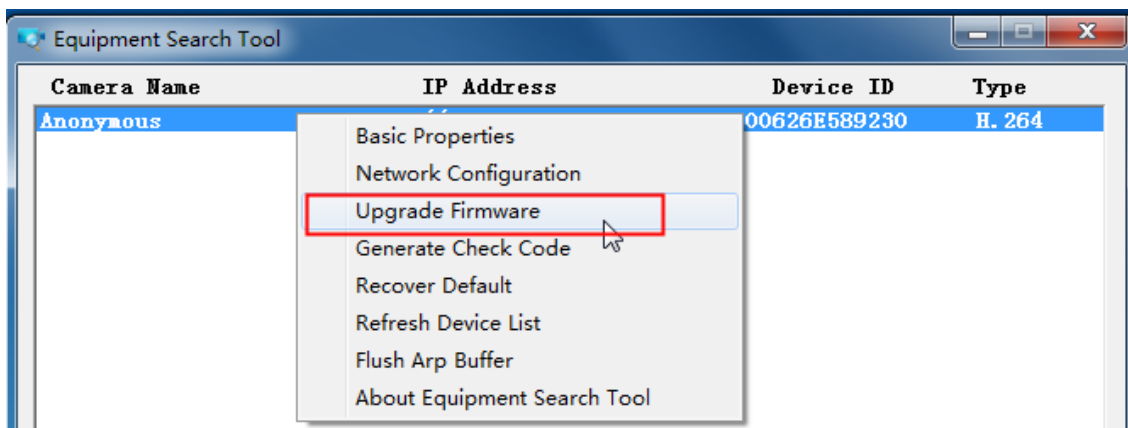 Equipment Search Tool
Camera Name IP Address Device ID Type
Anonymous 00626E589230 H.264
Basic Properties
Network Configuration
Upgrade Firmware
Generate Check Code
Recover Default
Refresh Device List
Flush Arp Buffer
About Equipment Search Tool